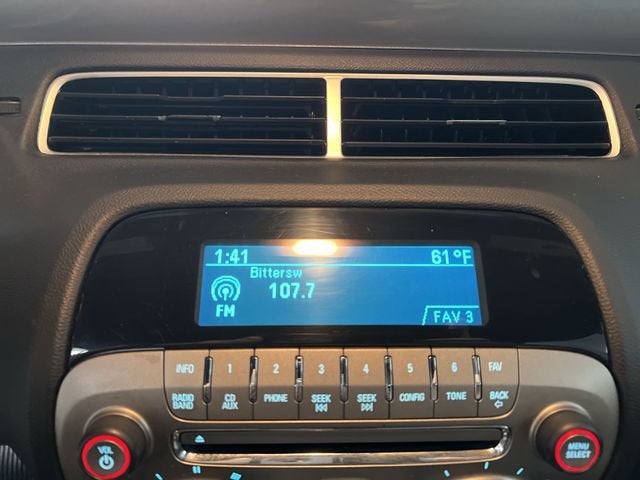 1:41 61°F
Bittersw
107.7
FM
FAV 3
INFO 1 2 3 4 5 6 FAV
RADIO BAND CD AUX PHONE SEEK SEEK CONFIG TONE BACK
VOL
MENU SELECT